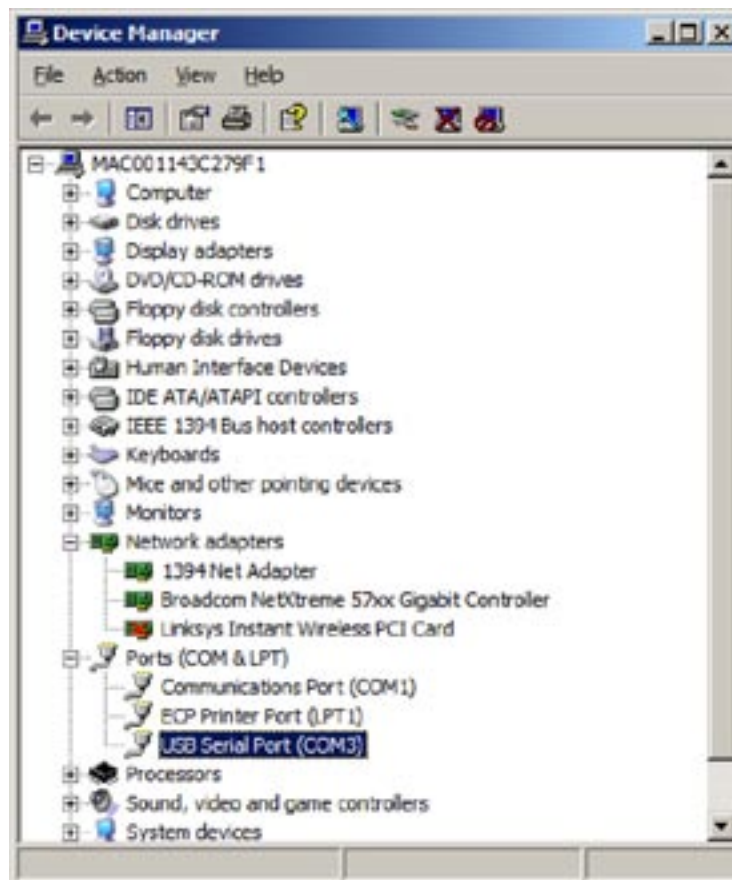 Device Manager
File Action View Help
MAC001143C279F1
Computer
Disk drives
Display adapters
DVD/CD-ROM drives
Floppy disk controllers
Floppy disk drives
Human Interface Devices
IDE ATA/ATAPI controllers
IEEE 1394 Bus host controllers
Keyboards
Mice and other pointing devices
Monitors
Network adapters
1394 Net Adapter
Broadcom NetXtreme 57xx Gigabit Controller
Linksys Instant Wireless PCI Card
Ports (COM & LPT)
Communications Port (COM1)
ECP Printer Port (LPT1)
USB Serial Port (COM3)
Processors
Sound, video and game controllers
System devices